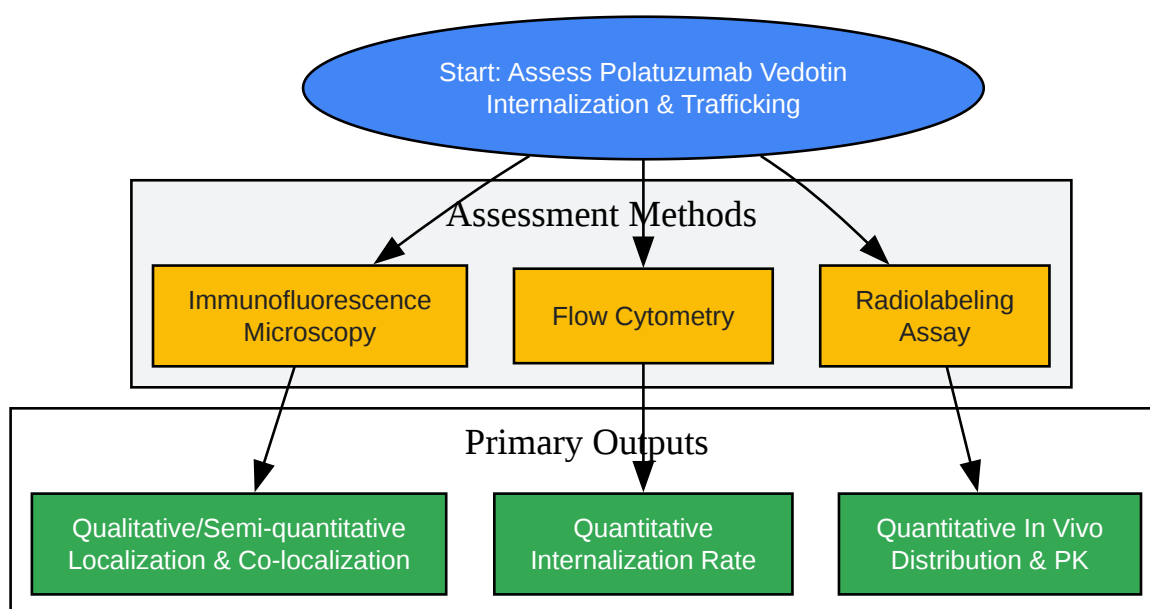 Start: Assess Polatuzumab Vedotin
Internalization & Trafficking
Assessment Methods
Immunofluorescence
Microscopy
Flow Cytometry
Radiolabeling
Assay
Primary Outputs
Qualitative/Semi-quantitative
Localization & Co-localization
Quantitative
Internalization Rate
Quantitative In Vivo
Distribution & PK